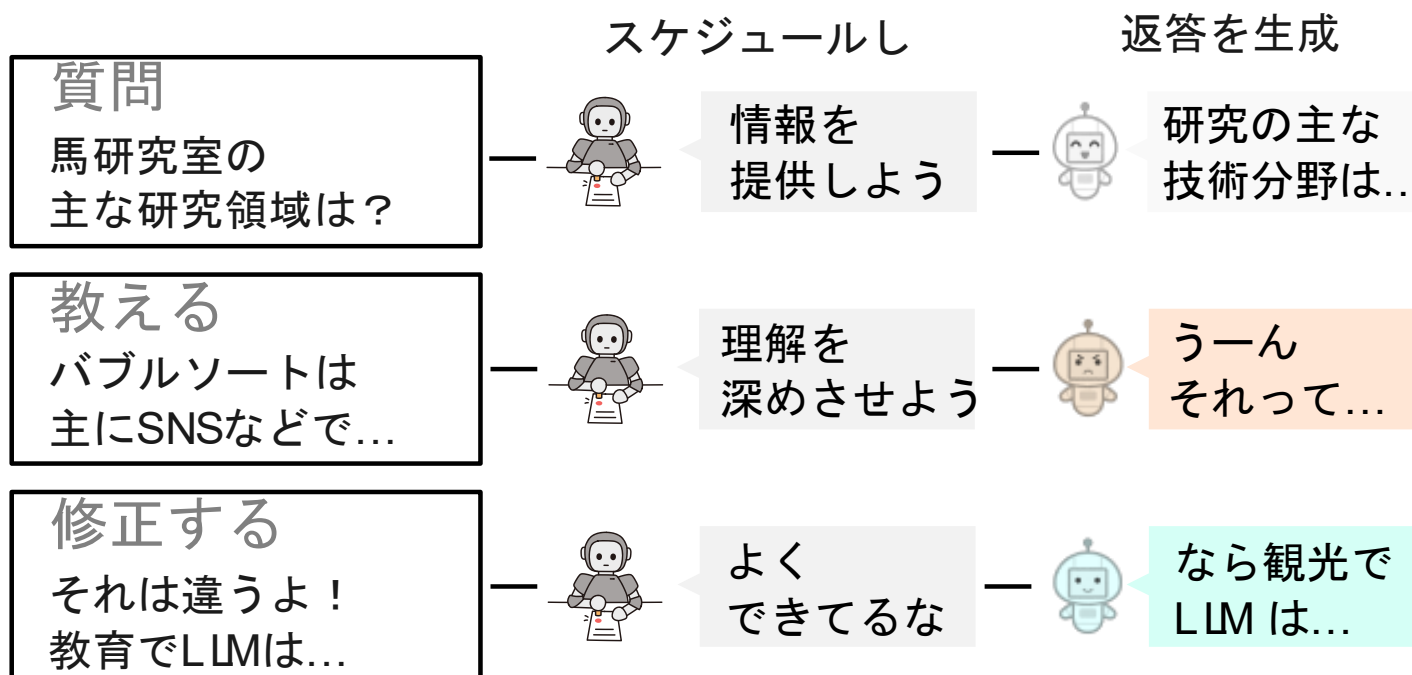 スケジュールし
返答を生成
質問
馬研究室の
主な研究領域は？
情報を
提供しよう
研究の主な
技術分野は…
教える
バブルソートは
主にSNSなどで…
理解を
深めさせよう
うーん
それって…
修正する
それは違うよ！
教育でLLMは…
よく
できてるな
なら観光で
LLM は…